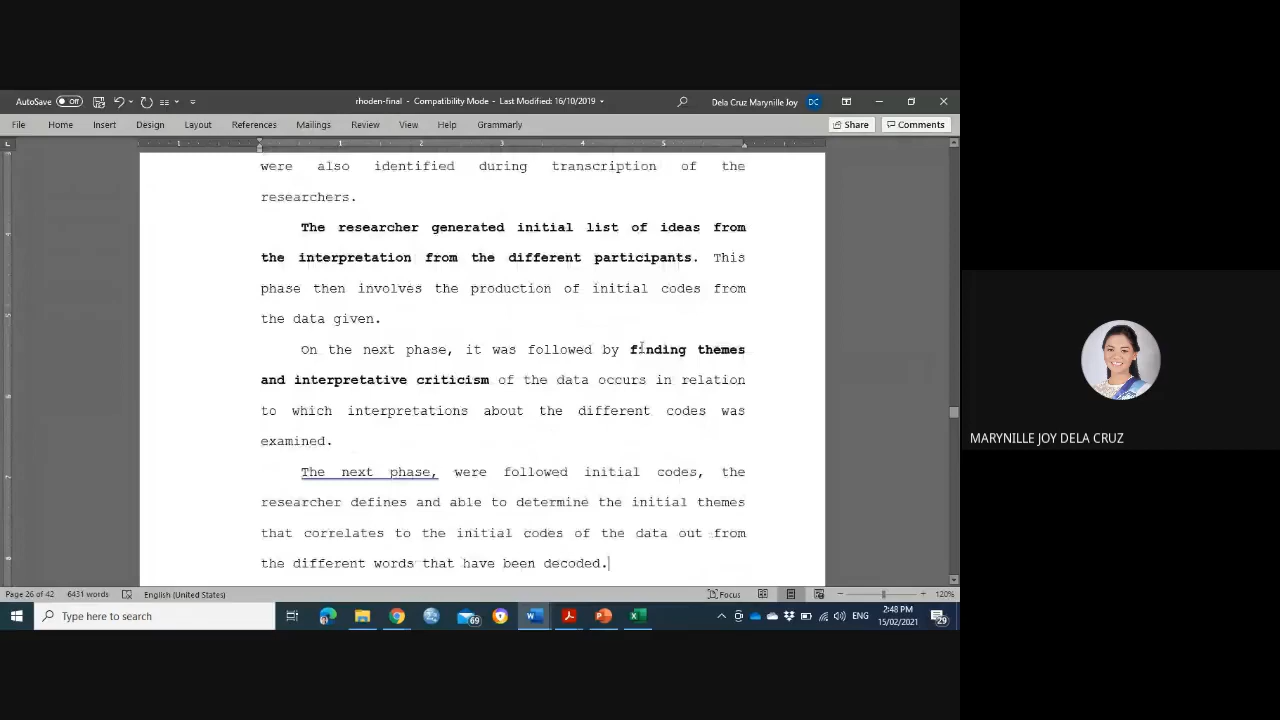 AutoSave Off
rhoden-final - Compatibility Mode - Last Modified: 16/10/2019
Dela Cruz Marynille Joy DC
File Home Insert Design Layout References Mailings Review View Help Grammarly Share Comments
1 1 2 3 4 5
were also identified during transcription of the
researchers.
The researcher generated initial list of ideas from
the interpretation from the different participants. This
phase then involves the production of initial codes from
the data given.
On the next phase, it was followed by finding themes
and interpretative criticism of the data occurs in relation
to which interpretations about the different codes was
examined.
The next phase, were followed initial codes, the
researcher defines and able to determine the initial themes
that correlates to the initial codes of the data out from
the different words that have been decoded.
MARYNILLE JOY DELA CRUZ
Page 26 of 42 6431 words English (United States) Focus 120%
Type here to search
69
ENG
2:48 PM
15/02/2021
29